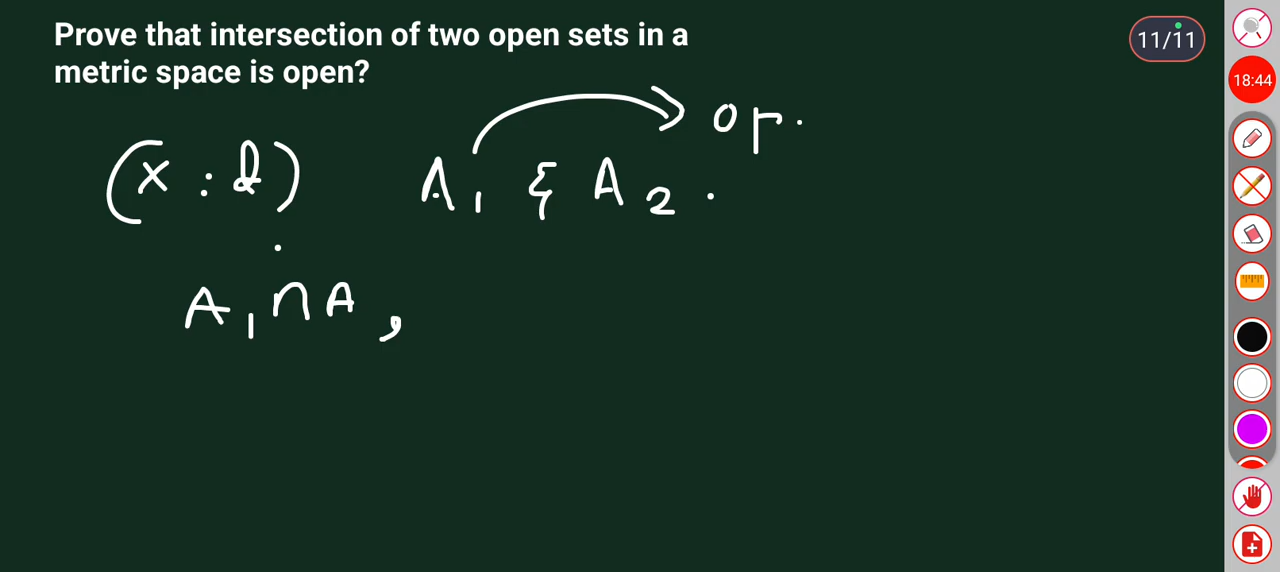 Prove that intersection of two open sets in a
metric space is open?
11/11
18:44
op.
(x : d) A₁ & A₂ .
A₁ ∩ A,